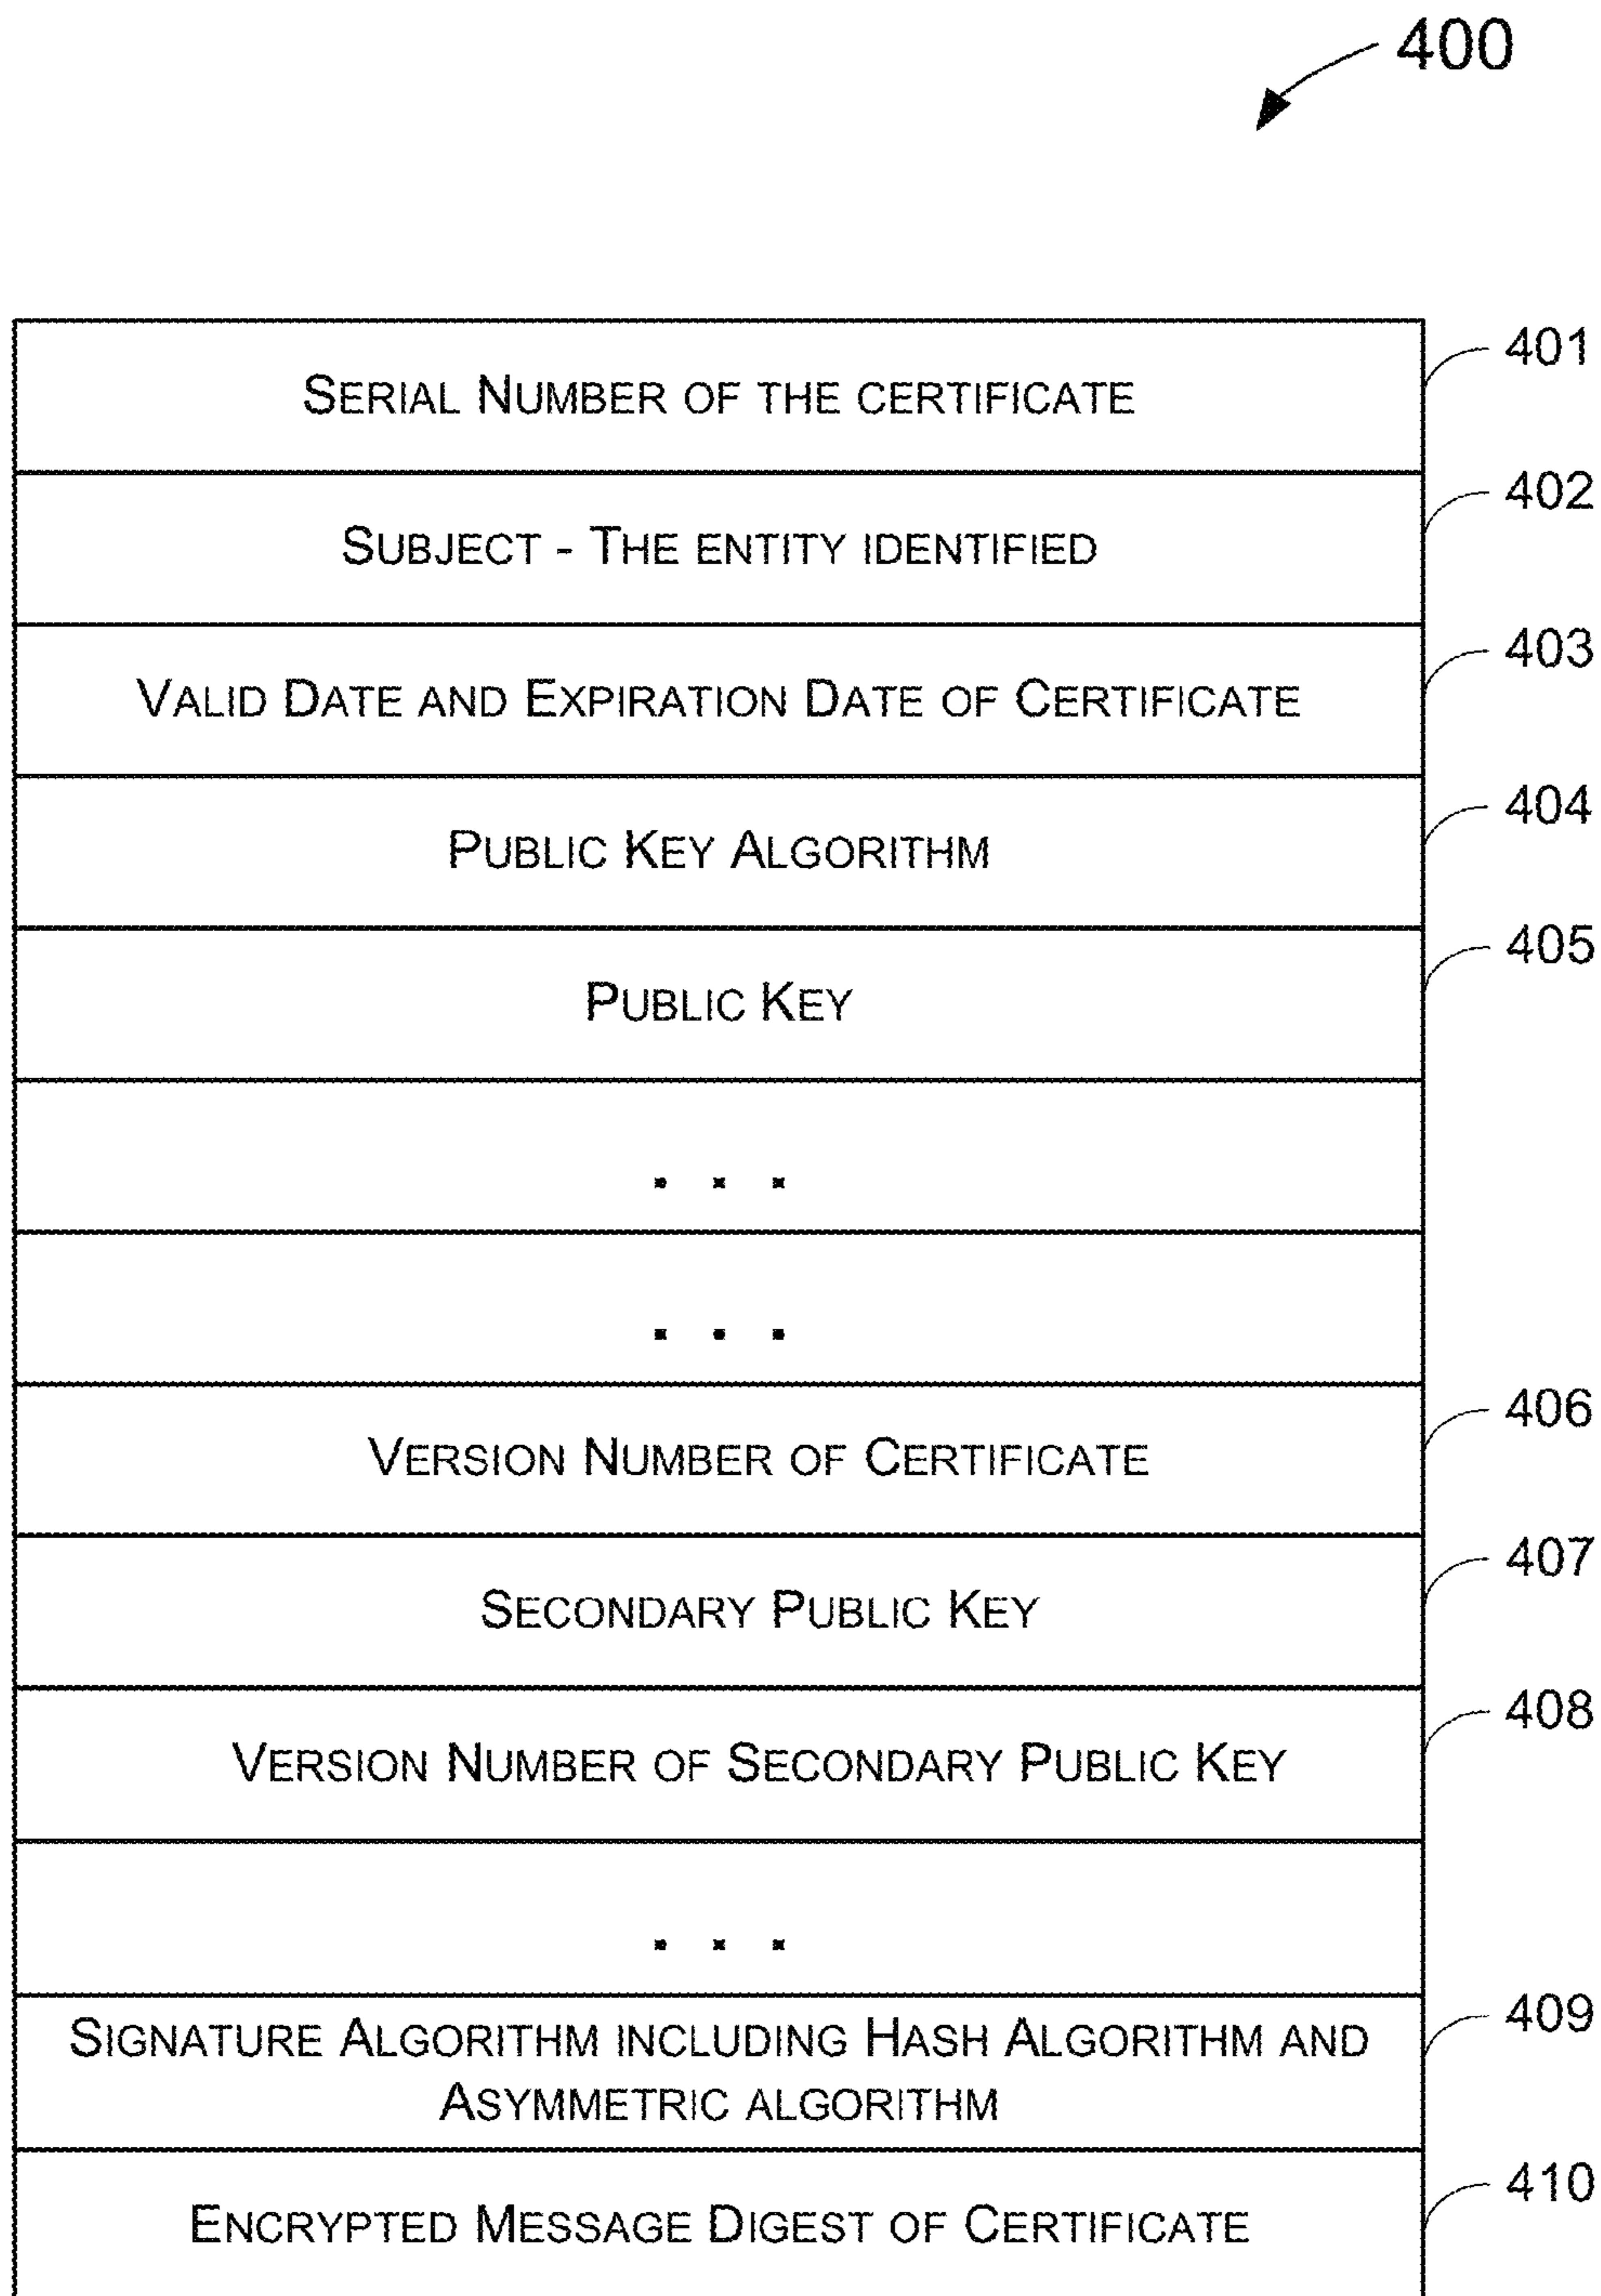 400
SERIAL NUMBER OF THE CERTIFICATE
401
SUBJECT - THE ENTITY IDENTIFIED
402
VALID DATE AND EXPIRATION DATE OF CERTIFICATE
403
PUBLIC KEY ALGORITHM
404
PUBLIC KEY
405
. . .
. . .
VERSION NUMBER OF CERTIFICATE
406
SECONDARY PUBLIC KEY
407
VERSION NUMBER OF SECONDARY PUBLIC KEY
408
. . .
SIGNATURE ALGORITHM INCLUDING HASH ALGORITHM AND
ASYMMETRIC ALGORITHM
409
ENCRYPTED MESSAGE DIGEST OF CERTIFICATE
410